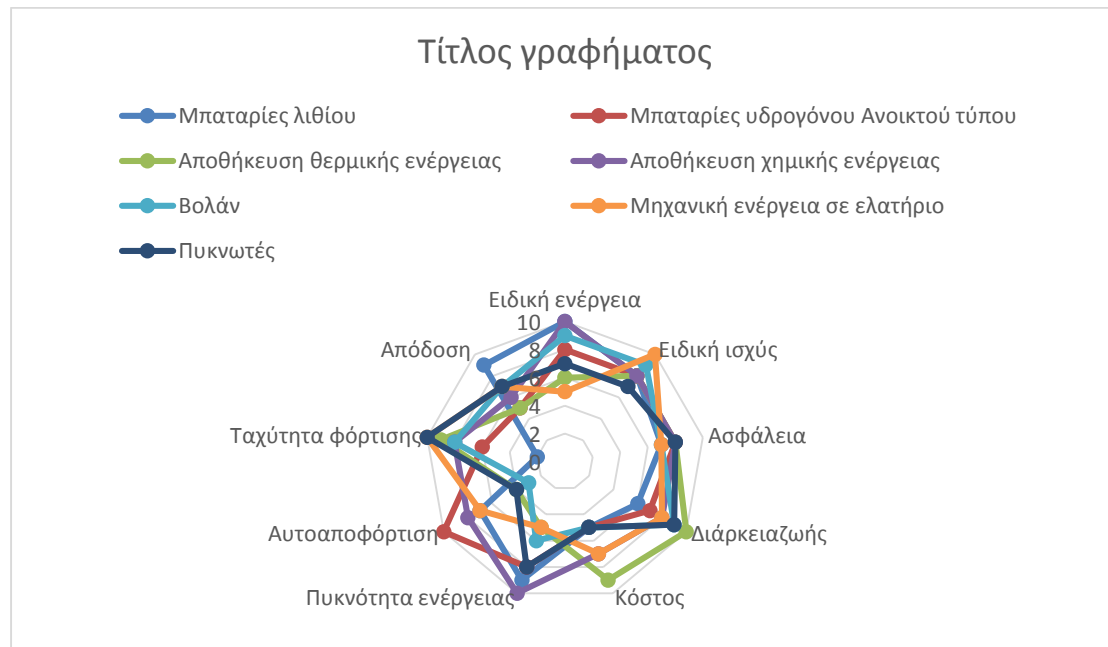 Τίτλος γραφήματος
Μπαταρίες λιθίου
Μπαταρίες υδρογόνου Ανοικτού τύπου
Αποθήκευση θερμικής ενέργειας
Αποθήκευση χημικής ενέργειας
Βολάν
Μηχανική ενέργεια σε ελατήριο
Πυκνωτές
Ειδική ενέργεια
10
8
6
4
2
0
Ειδική ισχύς
Ασφάλεια
Διάρκειαζωής
Κόστος
Πυκνότητα ενέργειας
Αυτοαποφόρτιση
Ταχύτητα φόρτισης
Απόδοση